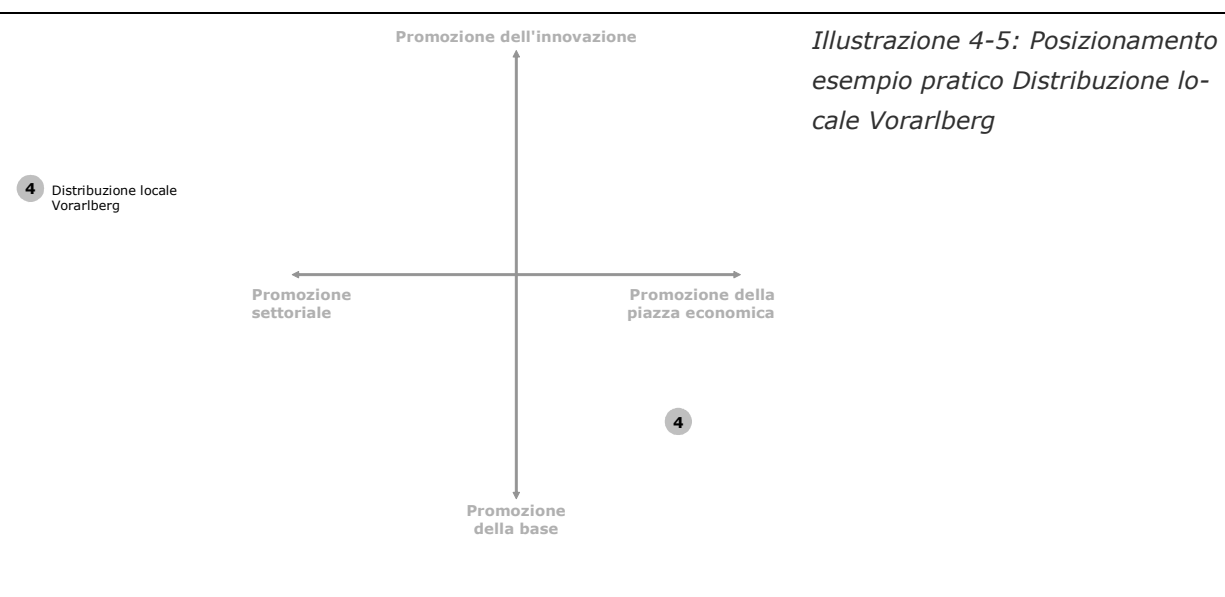 Promozione dell'innovazione
Illustrazione 4-5: Posizionamento
esempio pratico Distribuzione lo-
cale Vorarlberg
4 Distribuzione locale
Vorarlberg
Promozione
settoriale
Promozione della
piazza economica
4
Promozione
della base